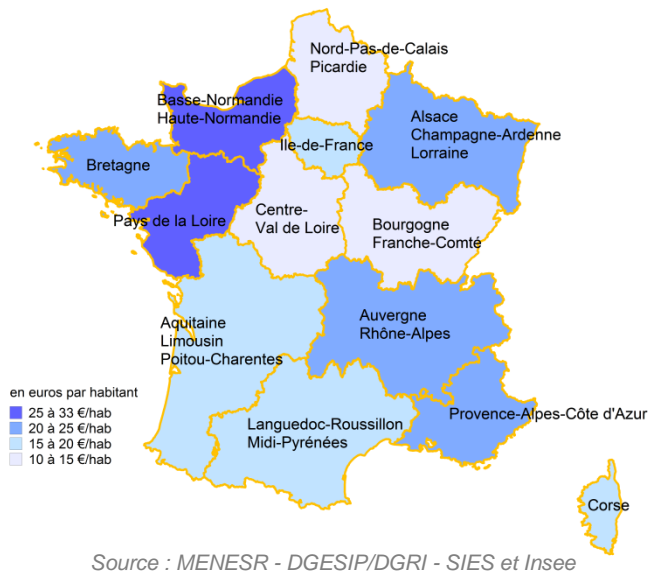 Nord-Pas-de-Calais
Picardie
Basse-Normandie
Haute-Normandie
Alsace
Champagne-Ardenne
Lorraine
Ile-de-France
Bretagne
Pays de la Loire
Centre-
Val de Loire
Bourgogne
Franche-Comté
Aquitaine
Limousin
Poitou-Charentes
Auvergne
Rhône-Alpes
en euros par habitant
25 à 33 €/hab
20 à 25 €/hab
15 à 20 €/hab
10 à 15 €/hab
Languedoc-Roussillon
Midi-Pyrénées
Provence-Alpes-Côte d'Azur
Corse
Source : MENESR - DGESIP/DGRI - SIES et Insee